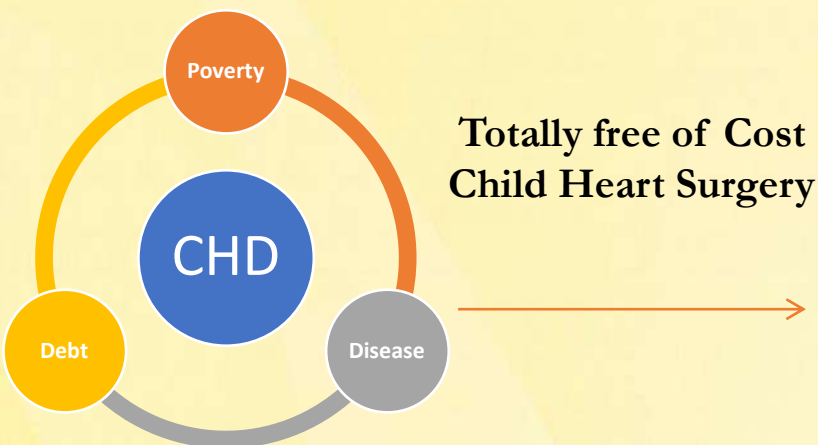 Poverty
Totally free of Cost
Child Heart Surgery
CHD
Debt
Disease